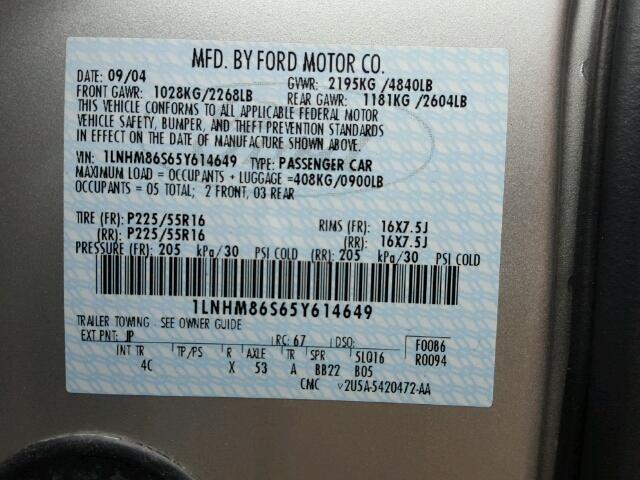 MFD. BY FORD MOTOR CO.
DATE: 09/04 GVWR: 2195KG /4840LB
FRONT GAWR: 1028KG/2268LB REAR GAWR: 1181KG /2604LB
THIS VEHICLE CONFORMS TO ALL APPLICABLE FEDERAL MOTOR
VEHICLE SAFETY, BUMPER, AND THEFT PREVENTION STANDARDS
IN EFFECT ON THE DATE OF MANUFACTURE SHOWN ABOVE.
VIN: 1LNHM86S65Y614649 TYPE: PASSENGER CAR
MAXIMUM LOAD = OCCUPANTS + LUGGAGE =408KG/0900LB
OCCUPANTS = 05 TOTAL; 2 FRONT, 03 REAR
TIRE (FR): P225/55R16 RIMS (FR): 16X7.5J
(RR): P225/55R16 (RR): 16X7.5J
PRESSURE (FR): 205 kPa/30 PSI COLD (RR): 205 kPa/30 PSI COLD
1LNHM86S65Y614649
TRAILER TOWING - SEE OWNER GUIDE
EXT PNT: JP RC: 67 DSO: F0086
INT TR TP/PS R AXLE TR SPR 5L016 R0094
4C X 53 A BB22 B05
CMC V2U5A-5420472-AA